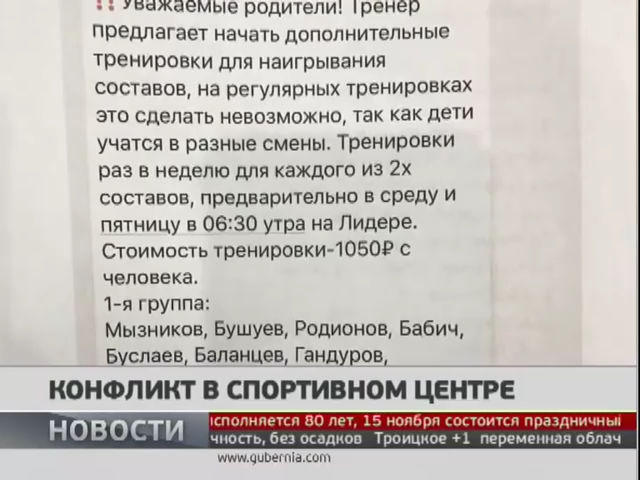 !! Уважаемые родители! Тренер
предлагает начать дополнительные
тренировки для наигрывания
составов, на регулярных тренировках
это сделать невозможно, так как дети
учатся в разные смены. Тренировки
раз в неделю для каждого из 2х
составов, предварительно в среду и
пятницу в 06:30 утра на Лидере.
Стоимость тренировки-1050₽ с
человека.
1-я группа:
Мызников, Бушуев, Родионов, Бабич,
Буслаев, Баланцев, Гандуров,
КОНФЛИКТ В СПОРТИВНОМ ЦЕНТРЕ
НОВОСТИ
исполняется 80 лет, 15 ноября состоится праздничный
чность, без осадков Троицкое +1 переменная облач
www.gubernia.com